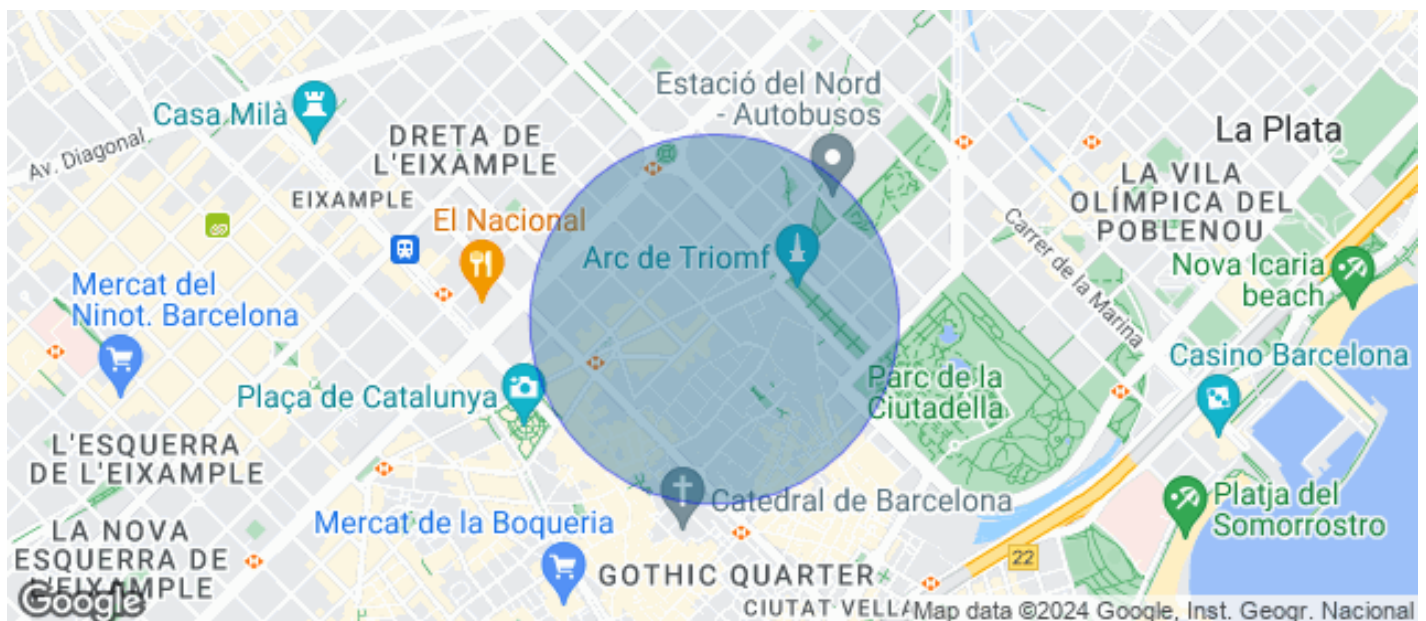 Estació del Nord
- Autobusos
Casa Milà
La Plata
DRETA DE
L'EIXAMPLE
Av. Diagonal
LA VILA
OLÍMPICA DEL
POBLENOU
EIXAMPLE
El Nacional
Arc de Triomf
Carrer de la Marina
Nova Icaria
beach
Mercat del
Ninot. Barcelona
Casino Barcelona
Plaça de Catalunya
Parc de la
Ciutadella
L'ESQUERRA
DE L'EIXAMPLE
Catedral de Barcelona
Platja del
Somorrostro
Mercat de la Boqueria
LA NOVA
ESQUERRA DE
L'EIXAMPLE
22
GOTHIC QUARTER
CIUTAT VELLA
Google
Map data ©2024 Google, Inst. Geogr. Nacional